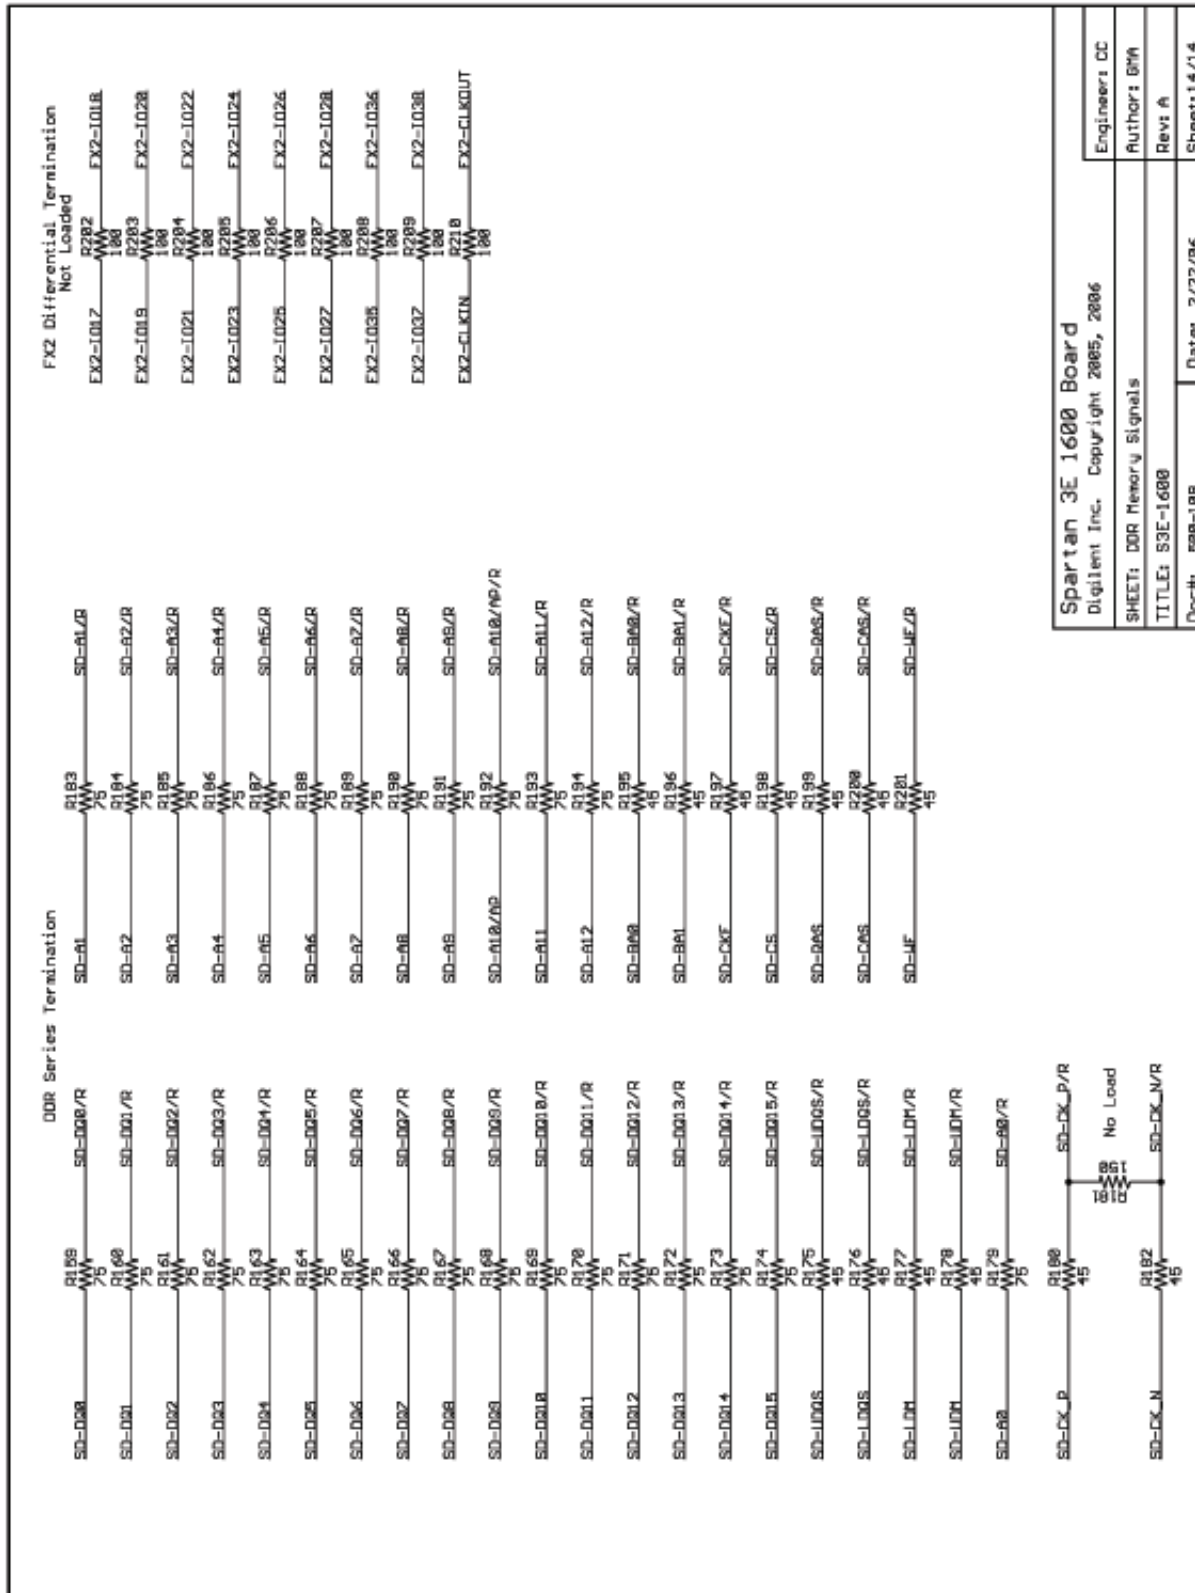 DDR Series Termination
SD-DQ0 R159 75 SD-DQ0/R
SD-DQ1 R160 75 SD-DQ1/R
SD-DQ2 R161 75 SD-DQ2/R
SD-DQ3 R162 75 SD-DQ3/R
SD-DQ4 R163 75 SD-DQ4/R
SD-DQ5 R164 75 SD-DQ5/R
SD-DQ6 R165 75 SD-DQ6/R
SD-DQ7 R166 75 SD-DQ7/R
SD-DQ8 R167 75 SD-DQ8/R
SD-DQ9 R168 75 SD-DQ9/R
SD-DQ10 R169 75 SD-DQ10/R
SD-DQ11 R170 75 SD-DQ11/R
SD-DQ12 R171 75 SD-DQ12/R
SD-DQ13 R172 75 SD-DQ13/R
SD-DQ14 R173 75 SD-DQ14/R
SD-DQ15 R174 75 SD-DQ15/R
SD-UDQS R175 45 SD-UDQS/R
SD-LDQS R176 45 SD-LDQS/R
SD-LDM R177 45 SD-LDM/R
SD-UDM R178 45 SD-UDM/R
SD-A0 R179 75 SD-A0/R
SD-CK_P R180 45 SD-CK_P/R
R181 150 No Load
SD-CK_N R182 45 SD-CK_N/R
SD-A1 R183 75 SD-A1/R
SD-A2 R184 75 SD-A2/R
SD-A3 R185 75 SD-A3/R
SD-A4 R186 75 SD-A4/R
SD-A5 R187 75 SD-A5/R
SD-A6 R188 75 SD-A6/R
SD-A7 R189 75 SD-A7/R
SD-A8 R190 75 SD-A8/R
SD-A9 R191 75 SD-A9/R
SD-A10/AP R192 75 SD-A10/AP/R
SD-A11 R193 75 SD-A11/R
SD-A12 R194 75 SD-A12/R
SD-BA0 R195 45 SD-BA0/R
SD-BA1 R196 45 SD-BA1/R
SD-CKE R197 45 SD-CKE/R
SD-CS R198 45 SD-CS/R
SD-RAS R199 45 SD-RAS/R
SD-CAS R200 45 SD-CAS/R
SD-WE R201 45 SD-WE/R
FX2 Differential Termination
Not Loaded
FX2-IO17 R202 100 FX2-IO18
FX2-IO19 R203 100 FX2-IO20
FX2-IO21 R204 100 FX2-IO22
FX2-IO23 R205 100 FX2-IO24
FX2-IO25 R206 100 FX2-IO26
FX2-IO27 R207 100 FX2-IO28
FX2-IO35 R208 100 FX2-IO36
FX2-IO37 R209 100 FX2-IO38
FX2-CLKIN R210 100 FX2-CLKOUT
Spartan 3E 1600 Board
Digilent Inc. Copyright 2005, 2006
Engineer: CC
SHEET: DDR Memory Signals
Author: GMA
TITLE: S3E-1600
Rev: A
Sheet:14/14